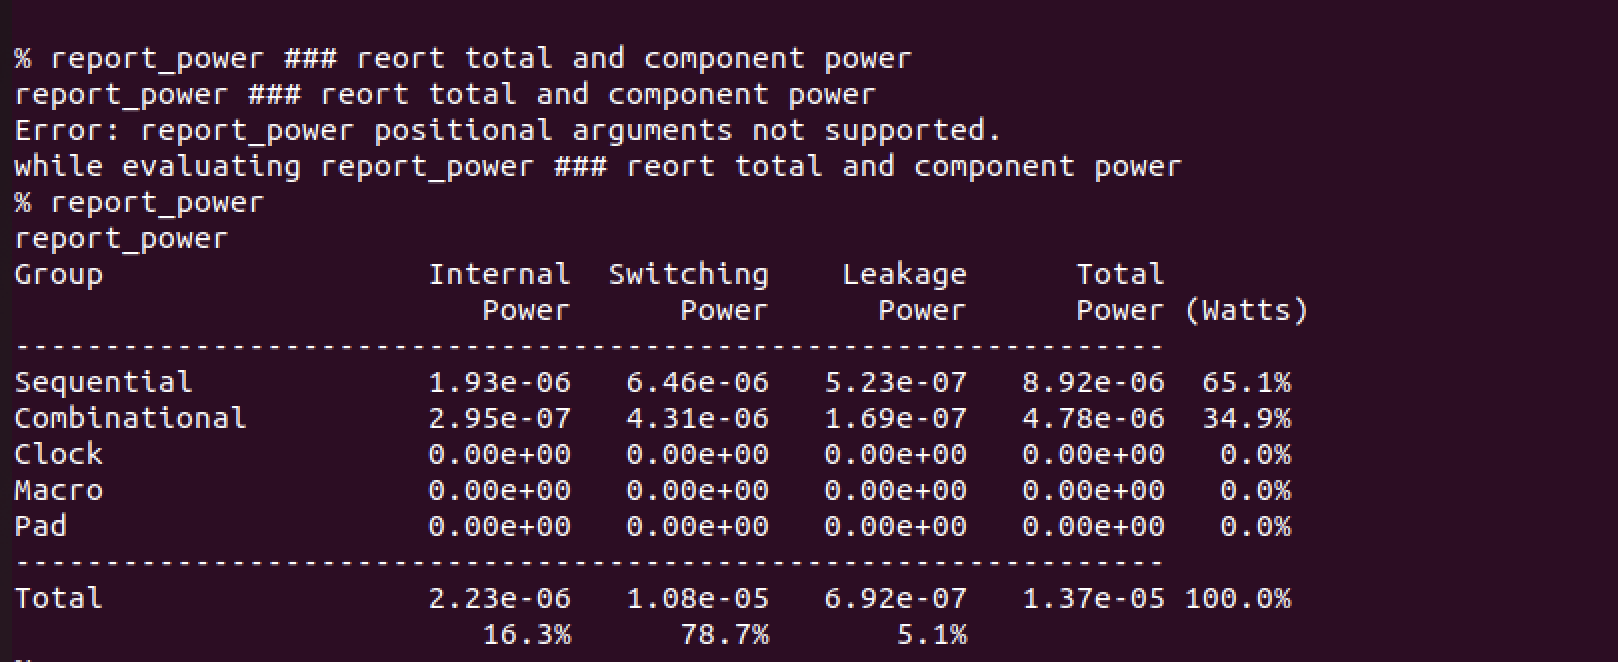 % report_power ### reort total and component power
report_power ### reort total and component power
Error: report_power positional arguments not supported.
while evaluating report_power ### reort total and component power
% report_power
report_power
Group                  Internal  Switching    Leakage      Total
                          Power      Power      Power      Power (Watts)
----------------------------------------------------------------
Sequential             1.93e-06   6.46e-06   5.23e-07   8.92e-06  65.1%
Combinational          2.95e-07   4.31e-06   1.69e-07   4.78e-06  34.9%
Clock                  0.00e+00   0.00e+00   0.00e+00   0.00e+00   0.0%
Macro                  0.00e+00   0.00e+00   0.00e+00   0.00e+00   0.0%
Pad                    0.00e+00   0.00e+00   0.00e+00   0.00e+00   0.0%
----------------------------------------------------------------
Total                  2.23e-06   1.08e-05   6.92e-07   1.37e-05 100.0%
                          16.3%      78.7%       5.1%